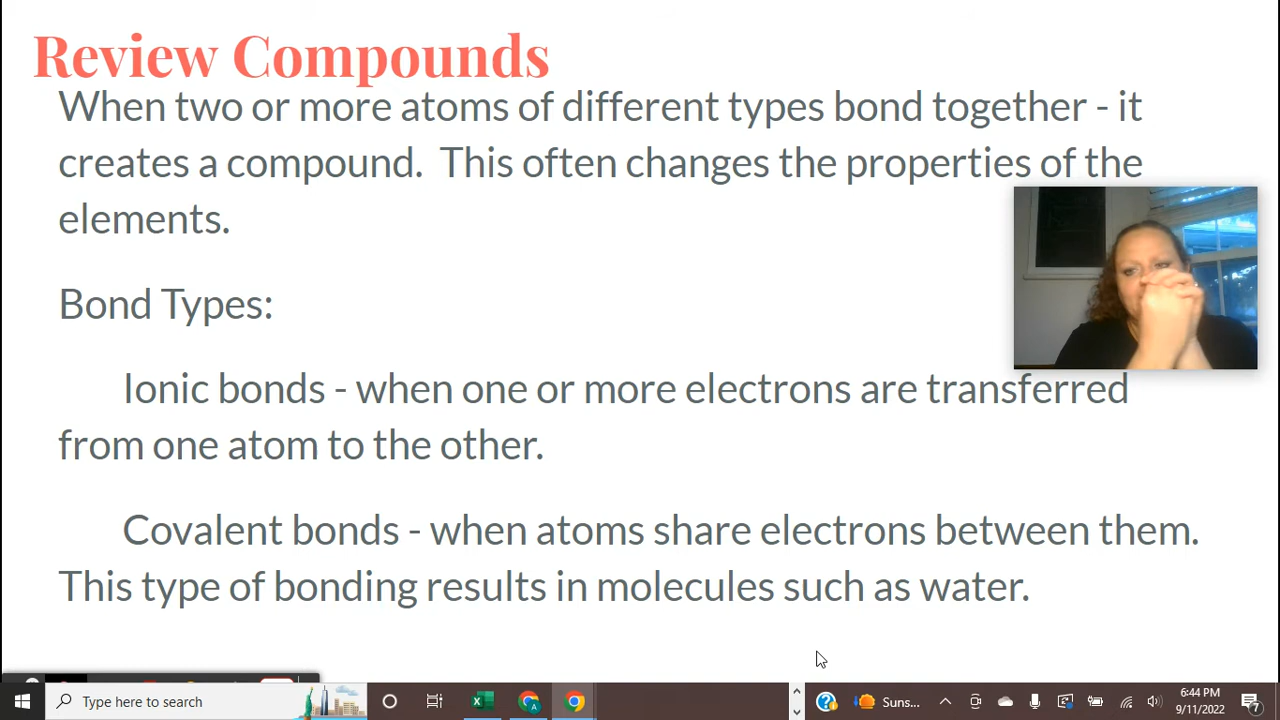 Review Compounds
When two or more atoms of different types bond together - it
creates a compound.  This often changes the properties of the
elements.
Bond Types:
Ionic bonds - when one or more electrons are transferred
from one atom to the other.
Covalent bonds - when atoms share electrons between them.
This type of bonding results in molecules such as water.
Type here to search
Suns...
6:44 PM
9/11/2022
7